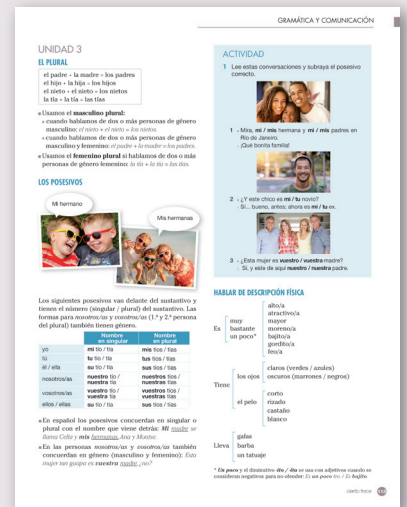 GRAMÁTICA Y COMUNICACIÓN
UNIDAD 3
EL PLURAL
el padre + la madre = los padres
el hijo + la hija = los hijos
el nieto + el nieto = los nietos
la tía + la tía = las tías
Usamos el masculino plural:
cuando hablamos de dos o más personas de género
masculino: el nieto + el nieto = los nietos.
cuando hablamos de dos o más personas de género
masculino y femenino: el padre + la madre = los padres.
Usamos el femenino plural si hablamos de dos o más
personas de género femenino: la tía + la tía = las tías.
LOS POSESIVOS
Mi hermano
Mis hermanas
Los siguientes posesivos van delante del sustantivo y
tienen el número (singular / plural) del sustantivo. Las
formas para nosotros/as y vosotros/as (1.ª y 2.ª persona
del plural) también tienen género.
Nombre en singular Nombre en plural
yo mi tío / tía mis tíos / tías
tú tu tío / tía tus tíos / tías
él / ella su tío / tía sus tíos / tías
nosotros/as nuestro tío / nuestra tía nuestros tíos / nuestras tías
vosotros/as vuestro tío / vuestra tía vuestros tíos / vuestras tías
ellos / ellas su tío / tía sus tíos / tías
En español los posesivos concuerdan en singular o
plural con el nombre que viene detrás: Mi madre se
llama Celia y mis hermanas, Ana y Montse.
En las personas nosotros/as y vosotros/as también
concuerdan en género (masculino y femenino): Esta
mujer tan guapa es vuestra madre, ¿no?
ACTIVIDAD
1 Lee estas conversaciones y subraya el posesivo
correcto.
1 - Mira, mi / mis hermana y mi / mis padres en
Río de Janeiro.
- ¡Qué bonita familia!
2 - ¿Y este chico es mi / tu novio?
- Sí... bueno, antes; ahora es mi / tu ex.
3 - ¿Esta mujer es vuestro / vuestra madre?
- Sí, y este de aquí nuestro / nuestra padre.
HABLAR DE DESCRIPCIÓN FÍSICA
Es
muy
bastante
un poco*
alto/a
atractivo/a
mayor
moreno/a
bajito/a
gordito/a
feo/a
Tiene
los ojos
claros (verdes / azules)
oscuros (marrones / negros)
el pelo
corto
rizado
castaño
blanco
Lleva
gafas
barba
un tatuaje
* Un poco y el diminutivo -ito / -ita se usa con adjetivos cuando se
consideran negativos para no ofender: Es un poco feo / Es bajito.
ciento trece 113